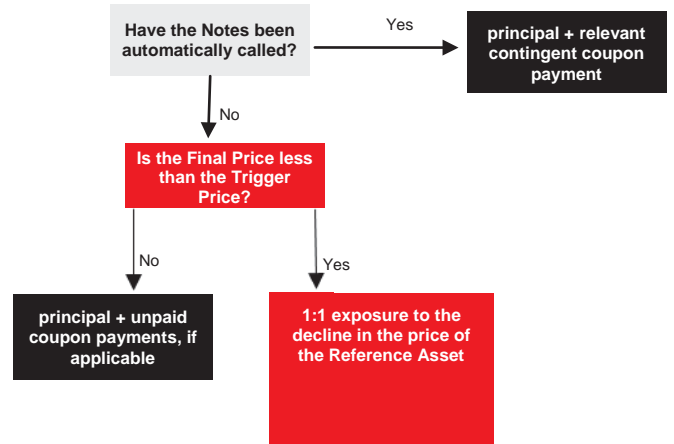 Have the Notes been
automatically called?
Yes
principal + relevant
contingent coupon
payment
No
Is the Final Price less
than the Trigger
Price?
No
Yes
principal + unpaid
coupon payments, if
applicable
1:1 exposure to the
decline in the price of
the Reference Asset